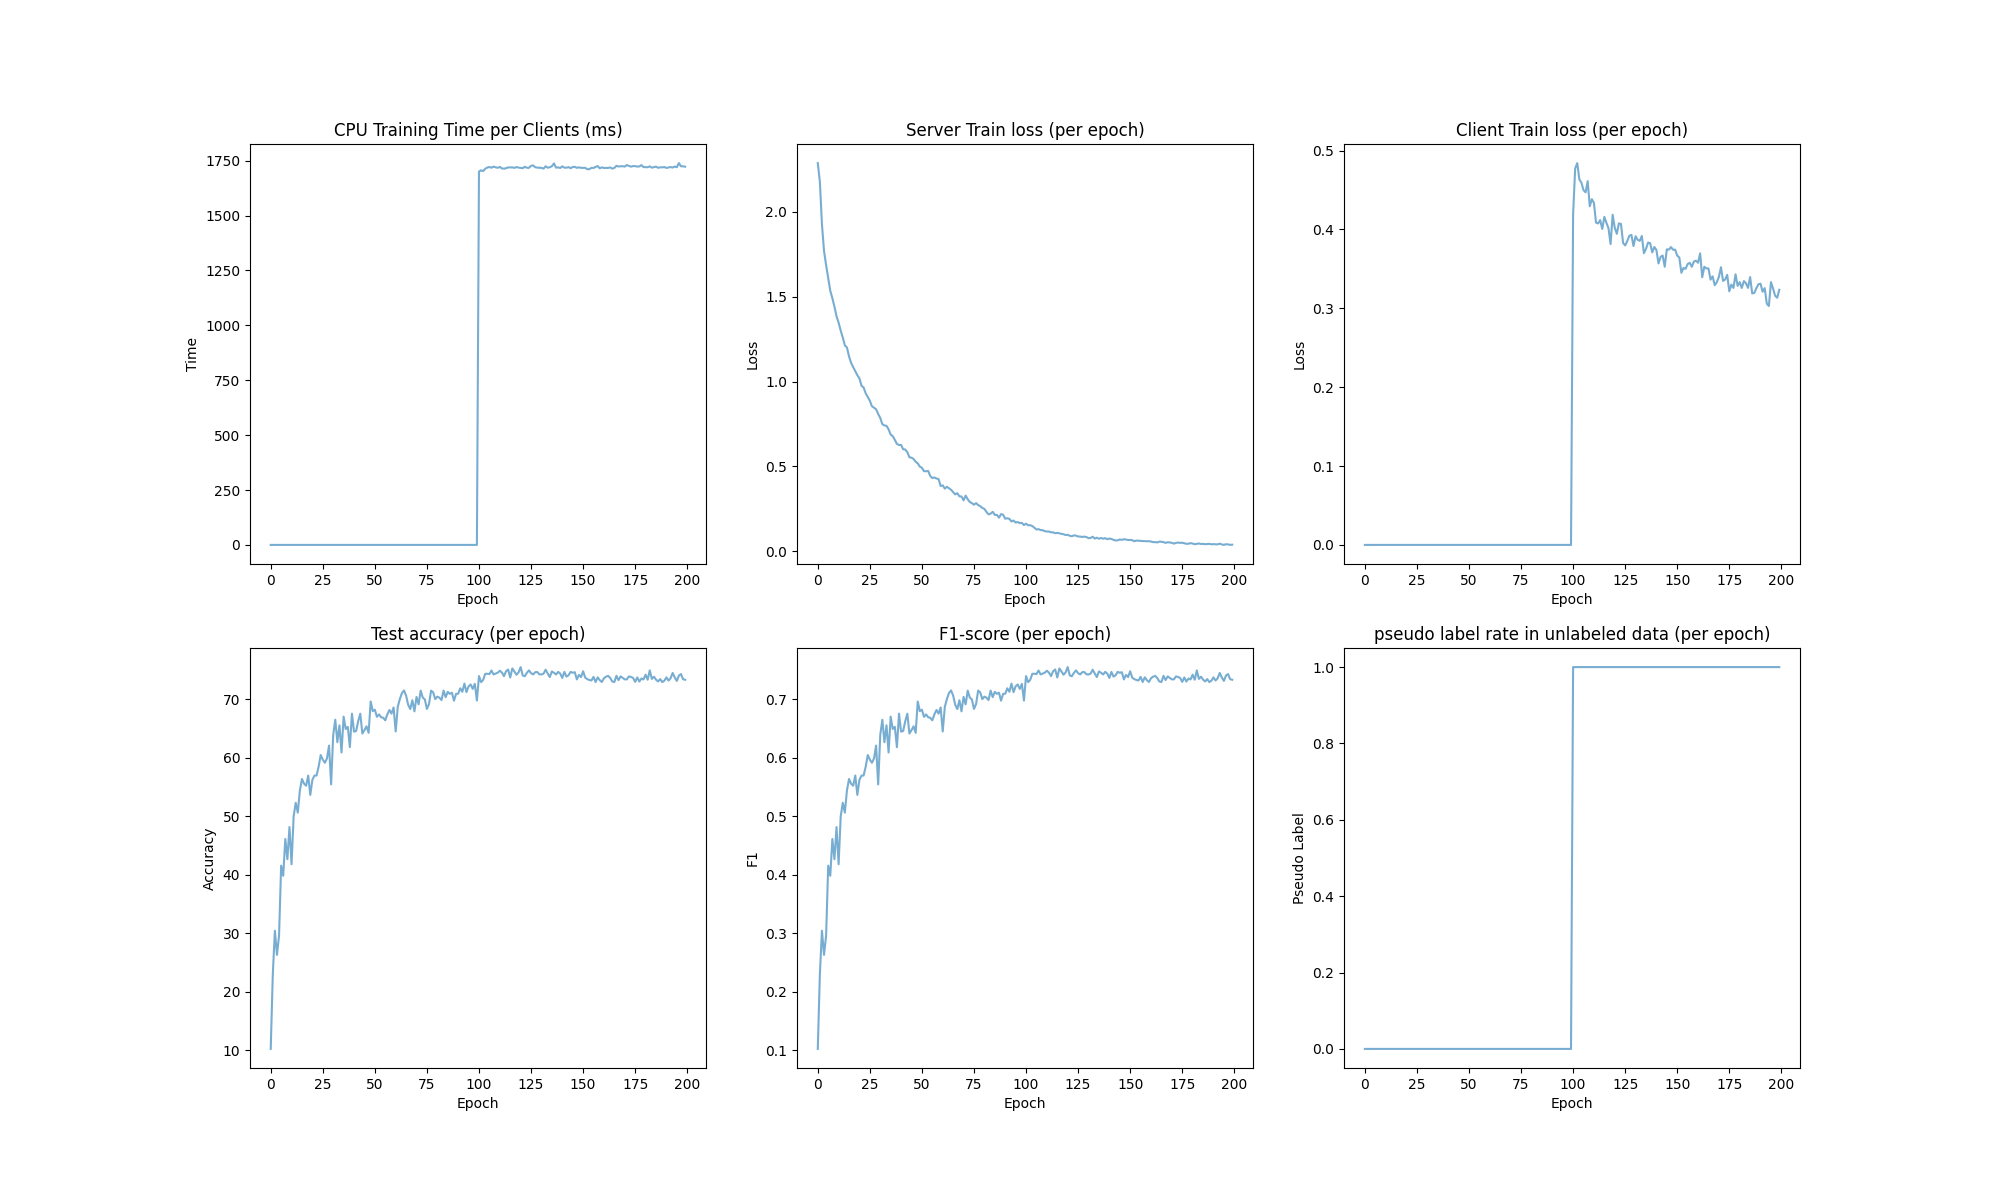 CPU Training Time per Clients (ms)
1750
1500
1250
1000
750
500
250
0
Time
0 25 50 75 100 125 150 175 200
Epoch
Server Train loss (per epoch)
2.0
1.5
1.0
0.5
0.0
Loss
0 25 50 75 100 125 150 175 200
Epoch
Client Train loss (per epoch)
0.5
0.4
0.3
0.2
0.1
0.0
Loss
0 25 50 75 100 125 150 175 200
Epoch
Test accuracy (per epoch)
70
60
50
40
30
20
10
Accuracy
0 25 50 75 100 125 150 175 200
Epoch
F1-score (per epoch)
0.7
0.6
0.5
0.4
0.3
0.2
0.1
F1
0 25 50 75 100 125 150 175 200
Epoch
pseudo label rate in unlabeled data (per epoch)
1.0
0.8
0.6
0.4
0.2
0.0
Pseudo Label
0 25 50 75 100 125 150 175 200
Epoch